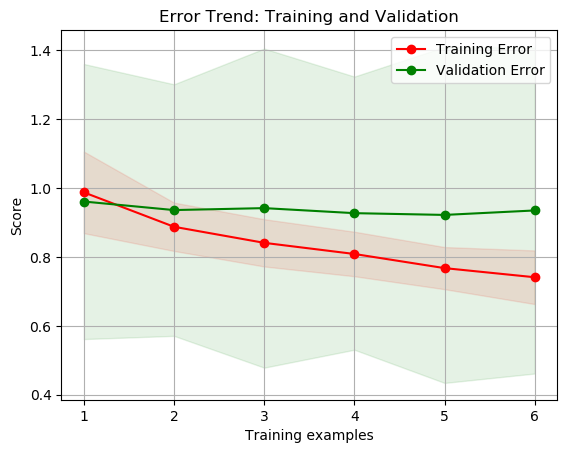 Error Trend: Training and Validation
Training Error
Validation Error
Score
1.4
1.2
1.0
0.8
0.6
0.4
1 2 3 4 5 6
Training examples